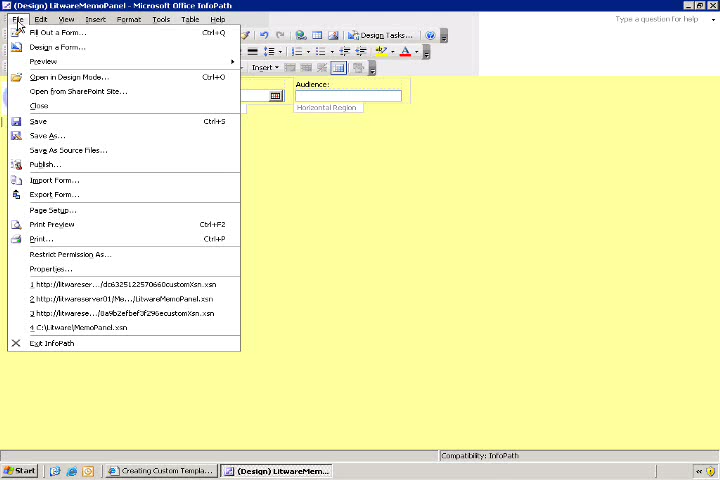 (Design) LitwareMemoPanel - Microsoft Office InfoPath
File Edit View Insert Format Tools Table Help Type a question for help
Fill Out a Form... Ctrl+Q
Design a Form...
Design Tasks...
Preview
Insert
Open in Design Mode... Ctrl+O
Audience:
Open from SharePoint Site...
Close
Horizontal Region
Save Ctrl+S
Save As...
Save As Source Files...
Publish...
Import Form...
Export Form...
Page Setup...
Print Preview Ctrl+F2
Print... Ctrl+P
Restrict Permission As...
Properties...
1 http://litwareser.../dc6325122570660customXsn.xsn
2 http://litwareserver01/Me.../LitwareMemoPanel.xsn
3 http://litwarese.../0a9b2efbef3f296ecustomXsn.xsn
4 C:\Litware\MemoPanel.xsn
Exit InfoPath
Compatibility: InfoPath
Start Creating Custom Templa... (Design) LitwareMem...